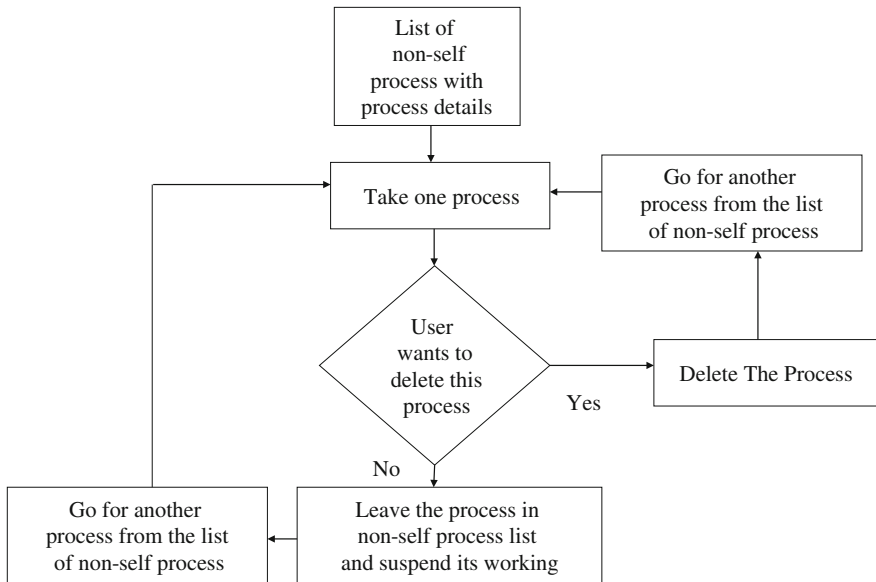 List of
non-self
process with
process details
Take one process
Go for another
process from the list
of non-self process
User
wants to
delete this
process
Yes
Delete The Process
No
Go for another
process from the list
of non-self process
Leave the process in
non-self process list
and suspend its working